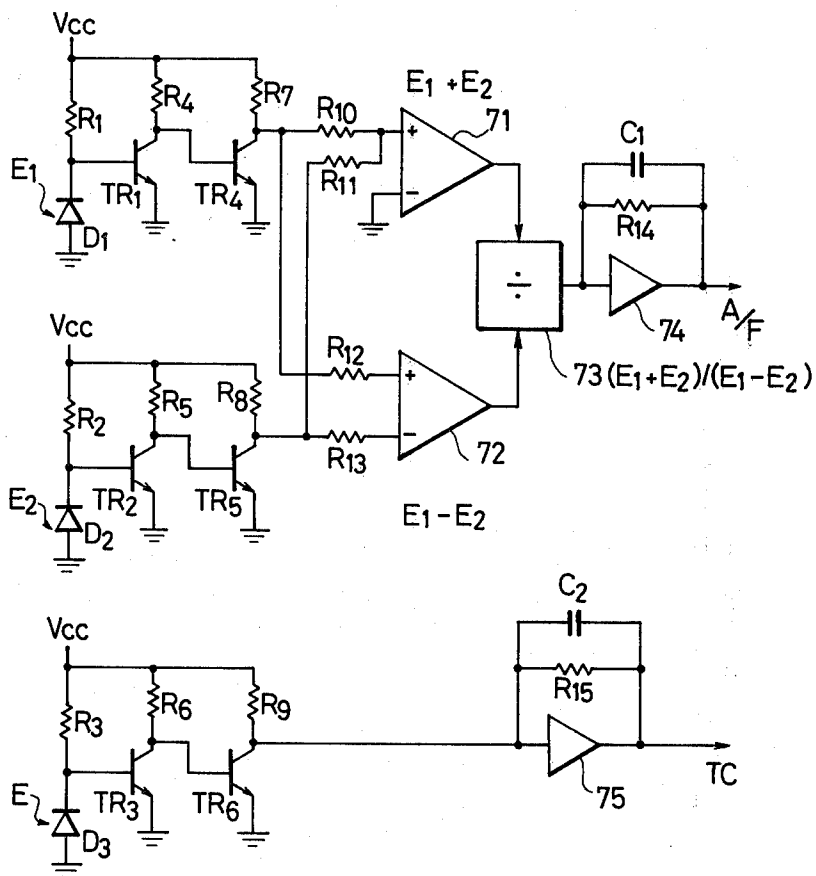 Vcc
R1
R4
R7
E1
D1
TR1
TR4
R10
R11
E1 + E2
71
C1
R14
÷
74
A/F
73 (E1+E2)/(E1-E2)
Vcc
R2
R5
R8
E2
D2
TR2
TR5
R12
R13
+
-
+
-
72
E1 - E2
Vcc
R3
R6
R9
E
D3
TR3
TR6
C2
R15
75
TC